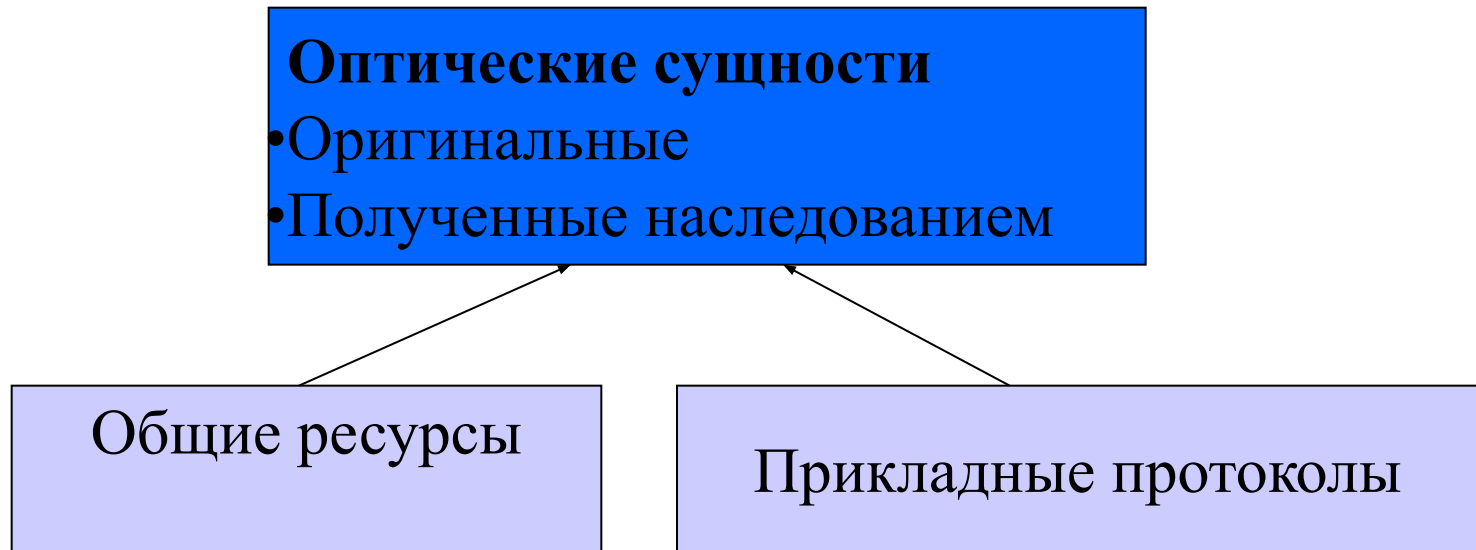 Оптические сущности
•Оригинальные
•Полученные наследованием
Общие ресурсы
Прикладные протоколы